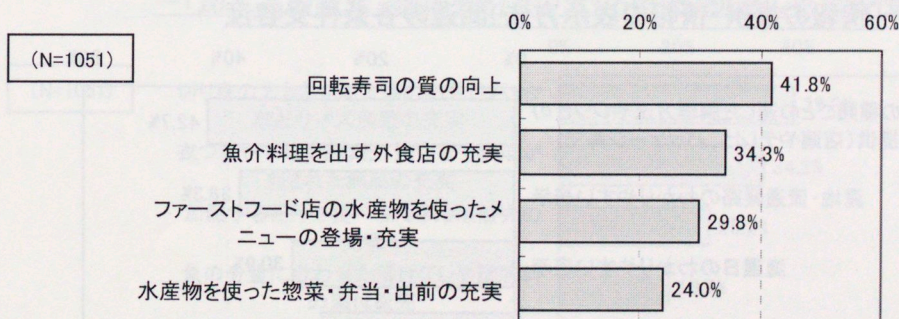 0% 20% 40% 60%
(N=1051)
回転寿司の質の向上 41.8%
魚介料理を出す外食店の充実 34.3%
ファーストフード店の水産物を使ったメ
ニューの登場・充実 29.8%
水産物を使った惣菜・弁当・出前の充実 24.0%